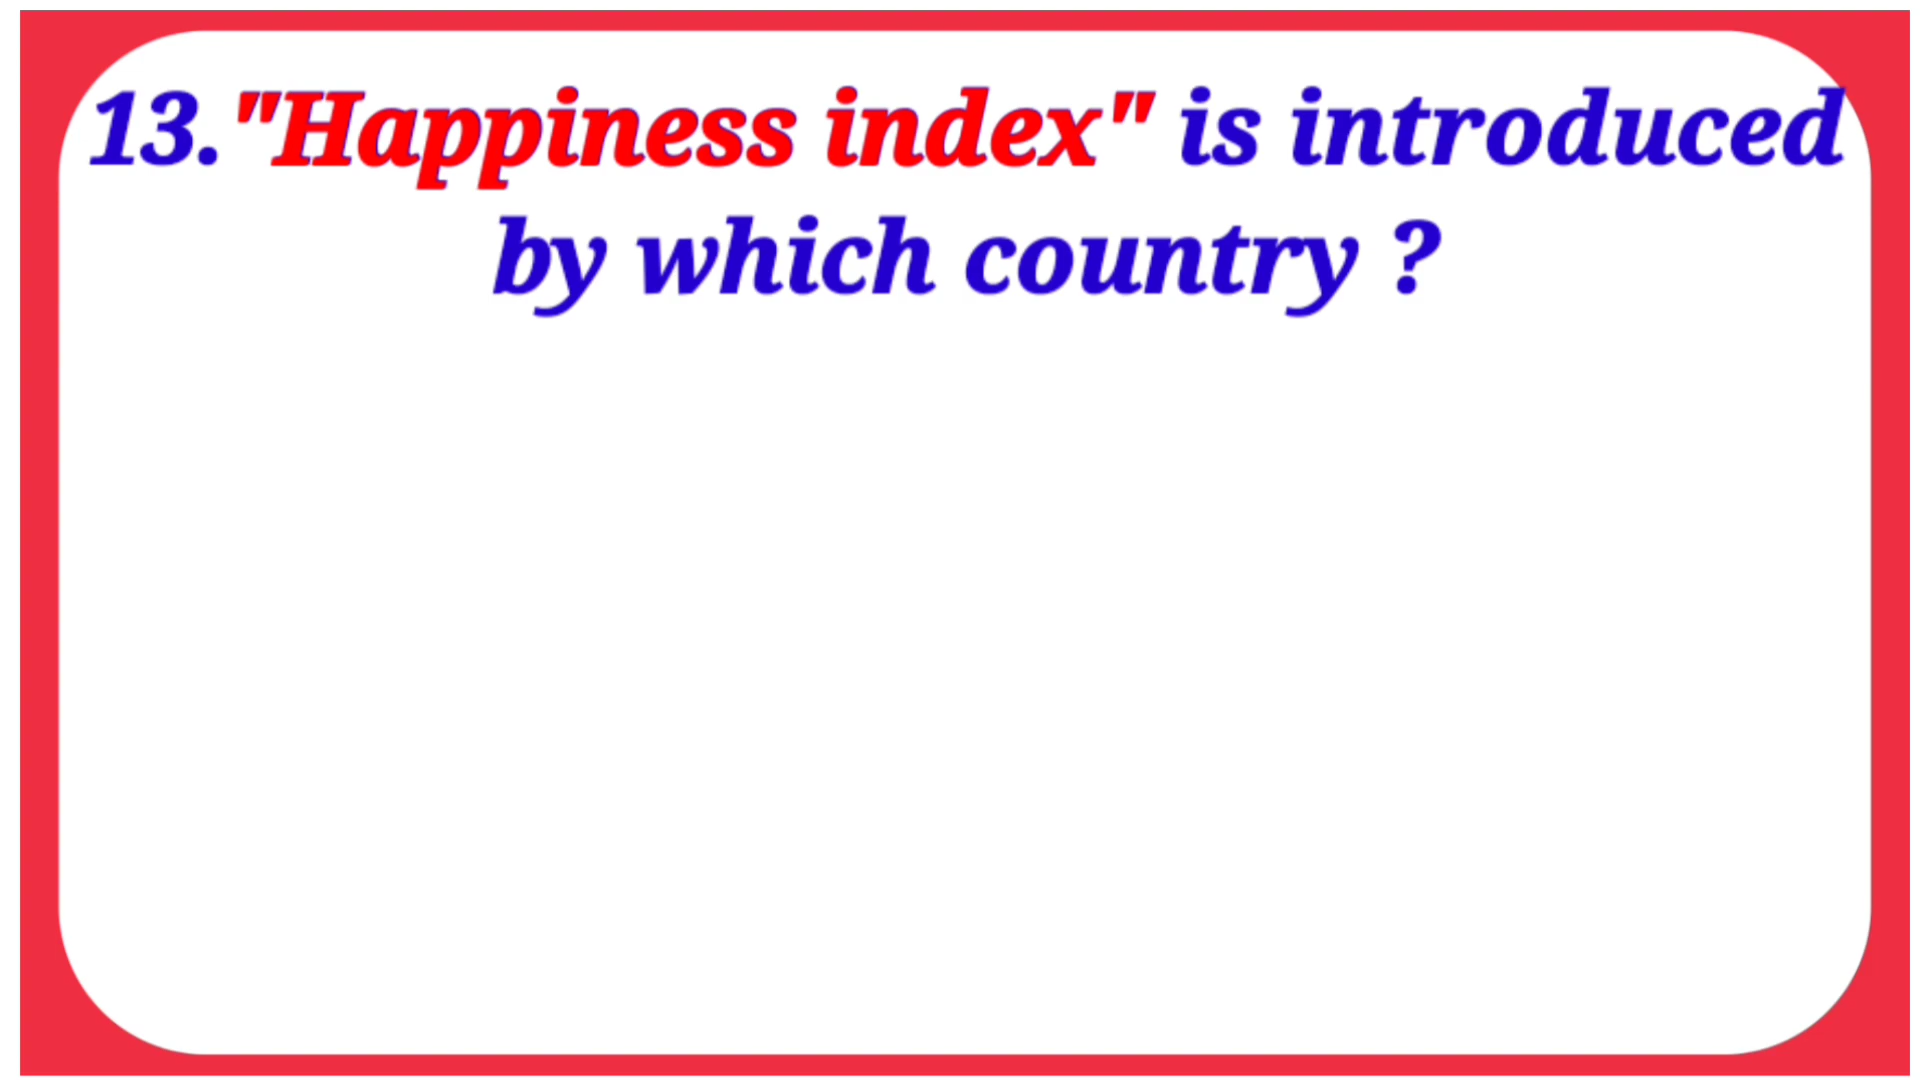 13."Happiness index" is introduced
by which country ?